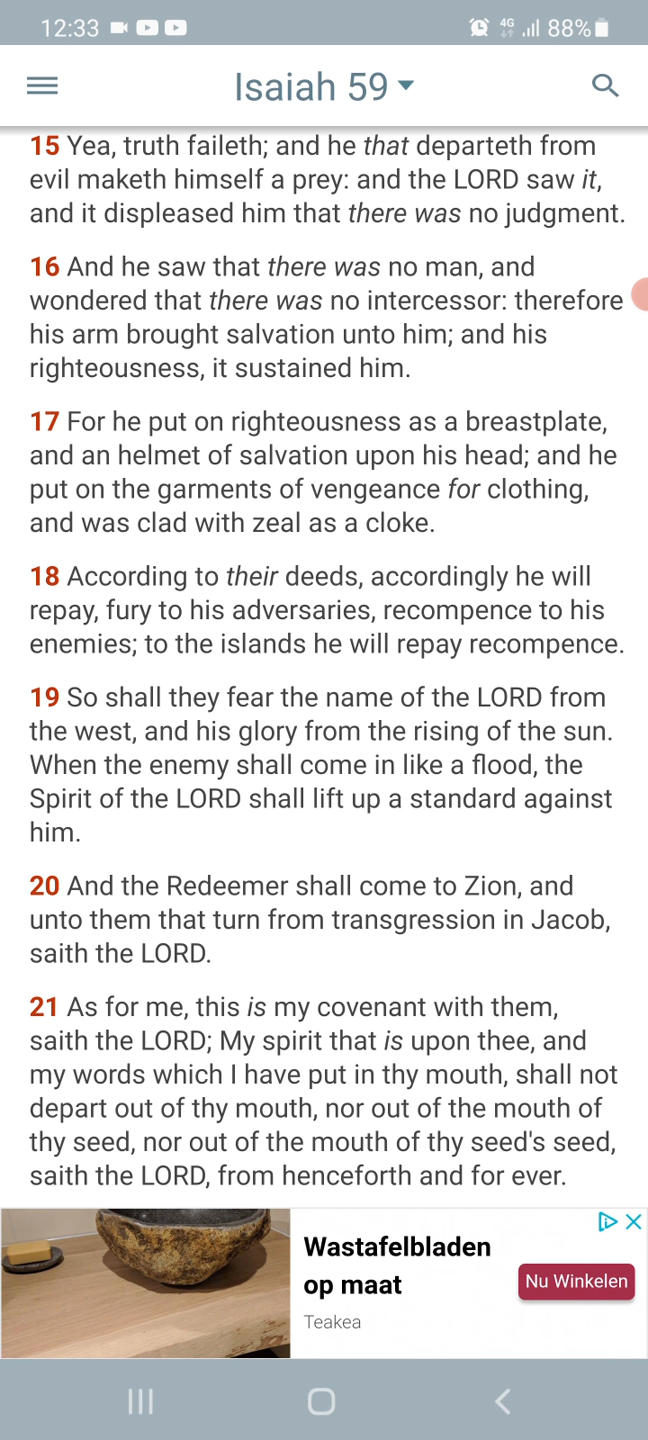 12:33
4G
88%
Isaiah 59
15 Yea, truth faileth; and he that departeth from
evil maketh himself a prey: and the LORD saw it,
and it displeased him that there was no judgment.
16 And he saw that there was no man, and
wondered that there was no intercessor: therefore
his arm brought salvation unto him; and his
righteousness, it sustained him.
17 For he put on righteousness as a breastplate,
and an helmet of salvation upon his head; and he
put on the garments of vengeance for clothing,
and was clad with zeal as a cloke.
18 According to their deeds, accordingly he will
repay, fury to his adversaries, recompence to his
enemies; to the islands he will repay recompence.
19 So shall they fear the name of the LORD from
the west, and his glory from the rising of the sun.
When the enemy shall come in like a flood, the
Spirit of the LORD shall lift up a standard against
him.
20 And the Redeemer shall come to Zion, and
unto them that turn from transgression in Jacob,
saith the LORD.
21 As for me, this is my covenant with them,
saith the LORD; My spirit that is upon thee, and
my words which I have put in thy mouth, shall not
depart out of thy mouth, nor out of the mouth of
thy seed, nor out of the mouth of thy seed's seed,
saith the LORD, from henceforth and for ever.
Wastafelbladen
op maat
Nu Winkelen
Teakea